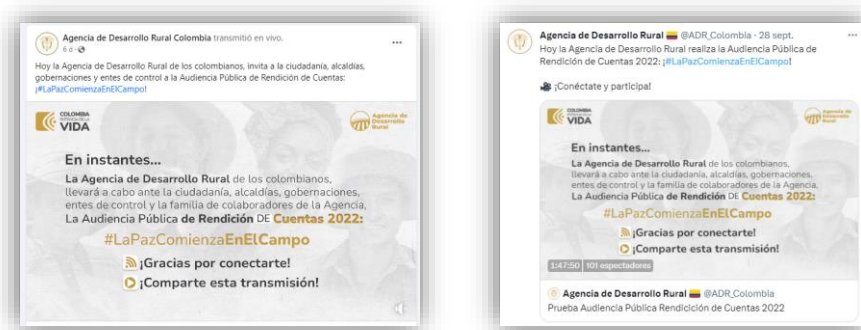 Agencia de Desarrollo Rural Colombia transmitió en vivo.
6 d ·
Hoy la Agencia de Desarrollo Rural de los colombianos, invita a la ciudadanía, alcaldías,
gobernaciones y entes de control a la Audiencia Pública de Rendición de Cuentas:
¡#LaPazComienzaEnElCampo!
COLOMBIA
POTENCIA DE LA
VIDA
Agencia de
Desarrollo
Rural
En instantes...
La Agencia de Desarrollo Rural de los colombianos,
llevará a cabo ante la ciudadanía, alcaldías, gobernaciones,
entes de control y la familia de colaboradores de la Agencia,
La Audiencia Pública de Rendición DE Cuentas 2022:
#LaPazComienzaEnElCampo
¡Gracias por conectarte!
¡Comparte esta transmisión!
Agencia de Desarrollo Rural @ADR_Colombia · 28 sept.
Hoy la Agencia de Desarrollo Rural realiza la Audiencia Pública de
Rendición de Cuentas 2022: ¡#LaPazComienzaEnElCampo!
¡Conéctate y participa!
COLOMBIA
POTENCIA DE LA
VIDA
Agencia de
Desarrollo
Rural
En instantes...
La Agencia de Desarrollo Rural de los colombianos,
llevará a cabo ante la ciudadanía, alcaldías, gobernaciones,
entes de control y la familia de colaboradores de la Agencia,
La Audiencia Pública de Rendición DE Cuentas 2022:
#LaPazComienzaEnElCampo
¡Gracias por conectarte!
¡Comparte esta transmisión!
1:47:50 101 espectadores
Agencia de Desarrollo Rural @ADR_Colombia
Prueba Audiencia Pública Rendicición de Cuentas 2022